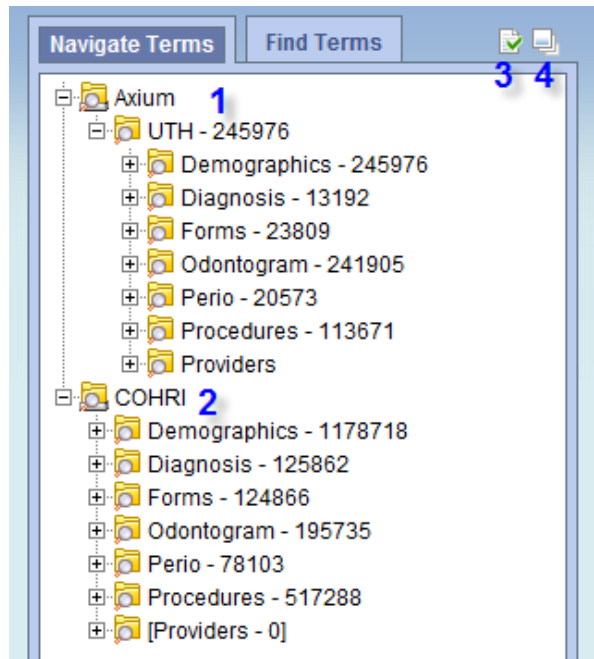 Navigate Terms Find Terms
3 4
Axium 1
UTH - 245976
Demographics - 245976
Diagnosis - 13192
Forms - 23809
Odontogram - 241905
Perio - 20573
Procedures - 113671
Providers
COHRI 2
Demographics - 1178718
Diagnosis - 125862
Forms - 124866
Odontogram - 195735
Perio - 78103
Procedures - 517288
[Providers - 0]